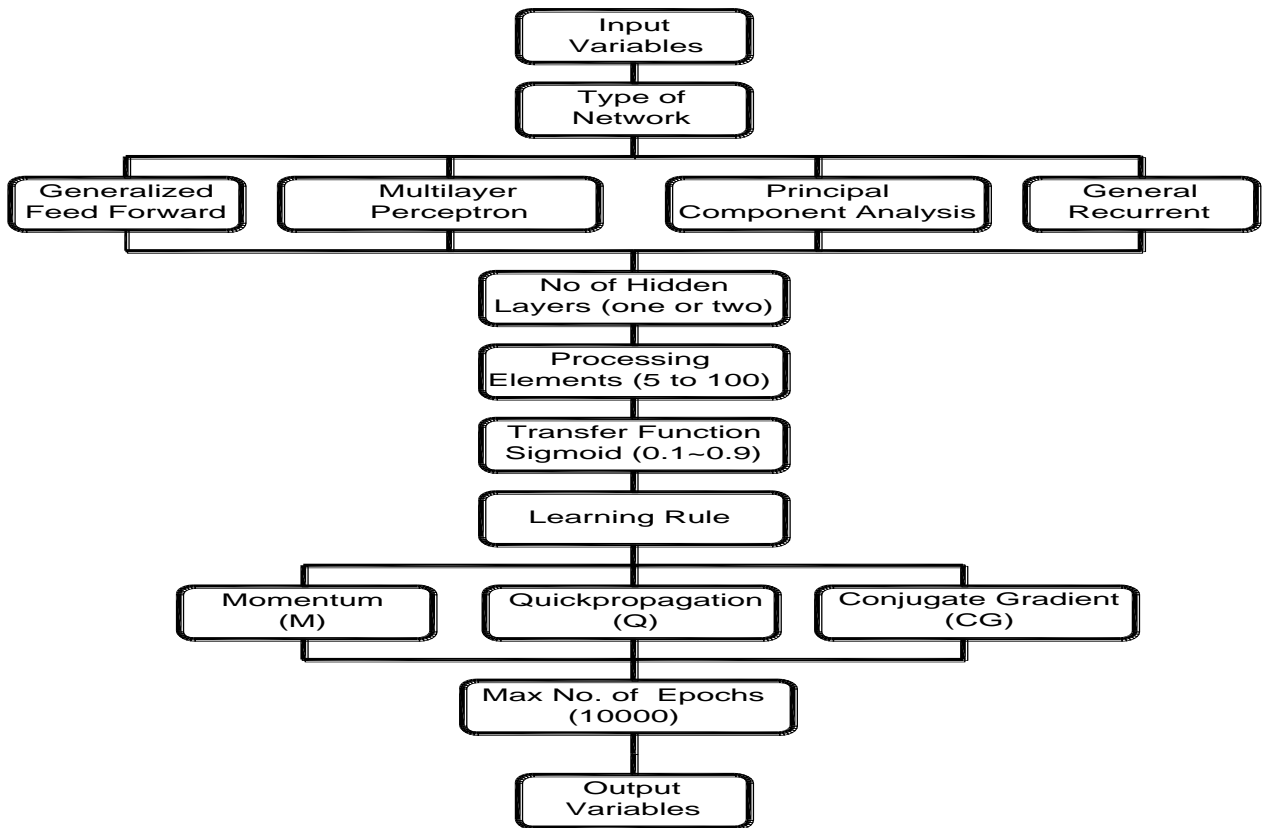 Input
Variables
Type of
Network
Generalized
Feed Forward
Multilayer
Perceptron
Principal
Component Analysis
General
Recurrent
No of Hidden
Layers (one or two)
Processing
Elements (5 to 100)
Transfer Function
Sigmoid (0.1~0.9)
Learning Rule
Momentum
(M)
Quickpropagation
(Q)
Conjugate Gradient
(CG)
Max No. of  Epochs
(10000)
Output
Variables